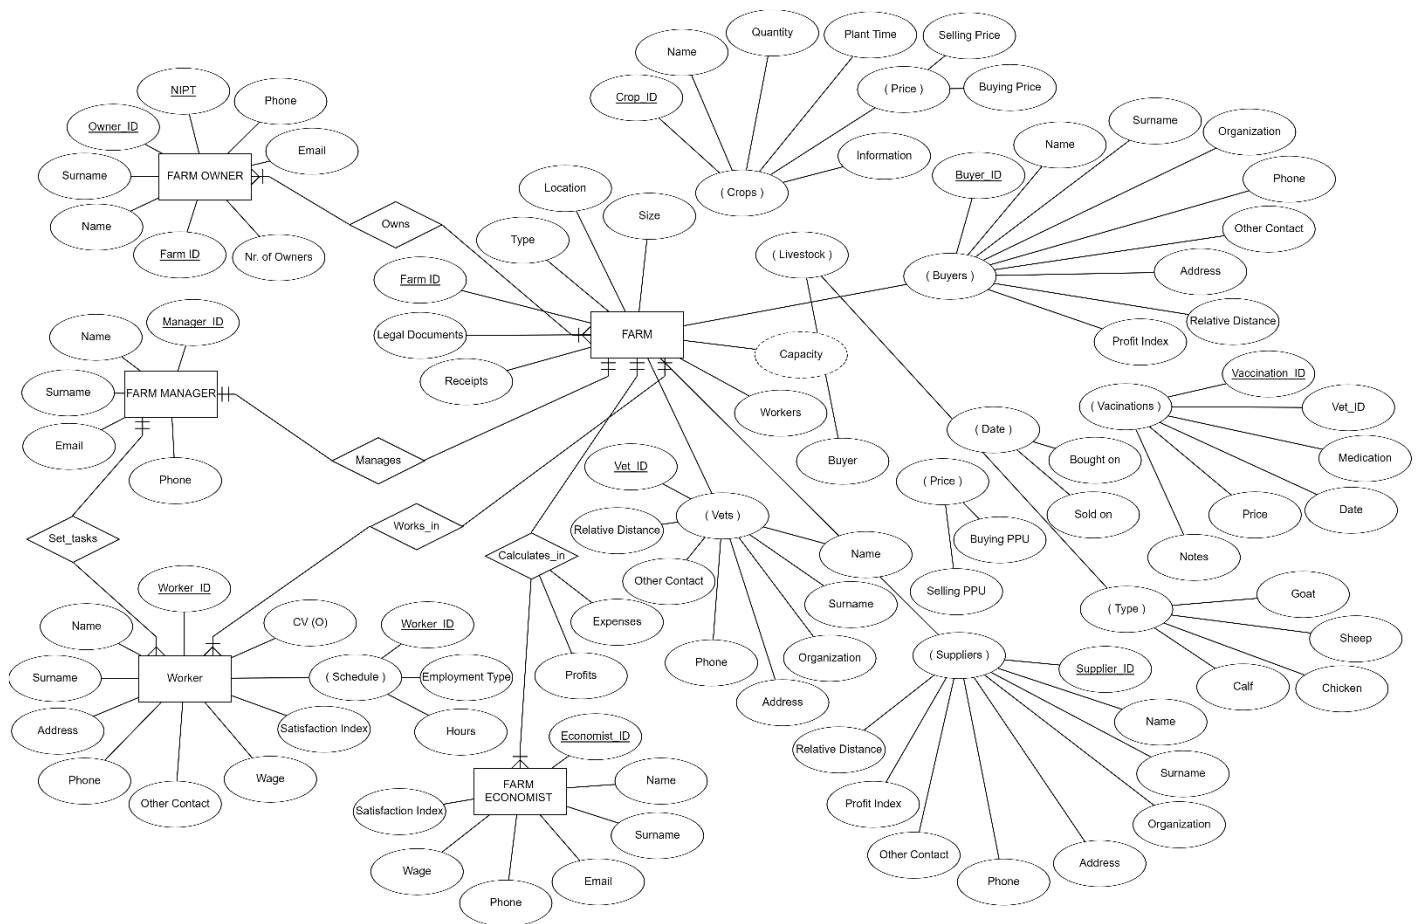 Quantity
Plant Time
Selling Price
Name
( Price )
Buying Price
NIPT
Phone
Crop_ID
Surname
Organization
Owner_ID
Email
Name
Information
FARM OWNER
Surname
Buyer_ID
Phone
Location
( Crops )
Name
Owns
Size
Other Contact
Type
( Livestock )
Farm ID
Nr. of Owners
( Buyers )
Address
Farm ID
Manager_ID
Relative Distance
Name
Legal Documents
FARM
Profit Index
Capacity
Receipts
Vaccination_ID
FARM MANAGER
Surname
Workers
( Vacinations )
Vet_ID
Email
( Date )
Manages
Buyer
Bought on
Medication
Vet_ID
Phone
( Price )
Sold on
Price
Date
( Vets )
Works_in
Relative Distance
Set_tasks
Buying PPU
Notes
Calculates_in
Name
Other Contact
Worker_ID
Selling PPU
Goat
Surname
( Type )
CV (O)
Expenses
Name
Worker_ID
Sheep
( Suppliers )
Organization
Phone
Supplier_ID
Surname
Worker
( Schedule )
Employment Type
Profits
Calf
Chicken
Address
Name
Address
Satisfaction Index
Hours
Economist_ID
Relative Distance
Surname
Phone
Wage
FARM
ECONOMIST
Name
Other Contact
Profit Index
Satisfaction Index
Organization
Surname
Other Contact
Address
Wage
Email
Phone
Phone